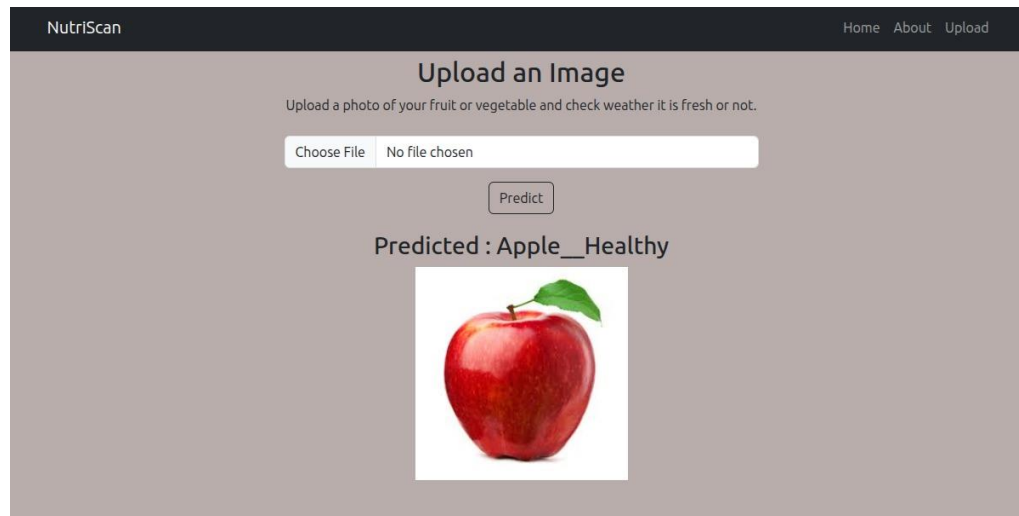 NutriScan
Home About Upload
Upload an Image
Upload a photo of your fruit or vegetable and check weather it is fresh or not.
Choose File No file chosen
Predict
Predicted : Apple__Healthy